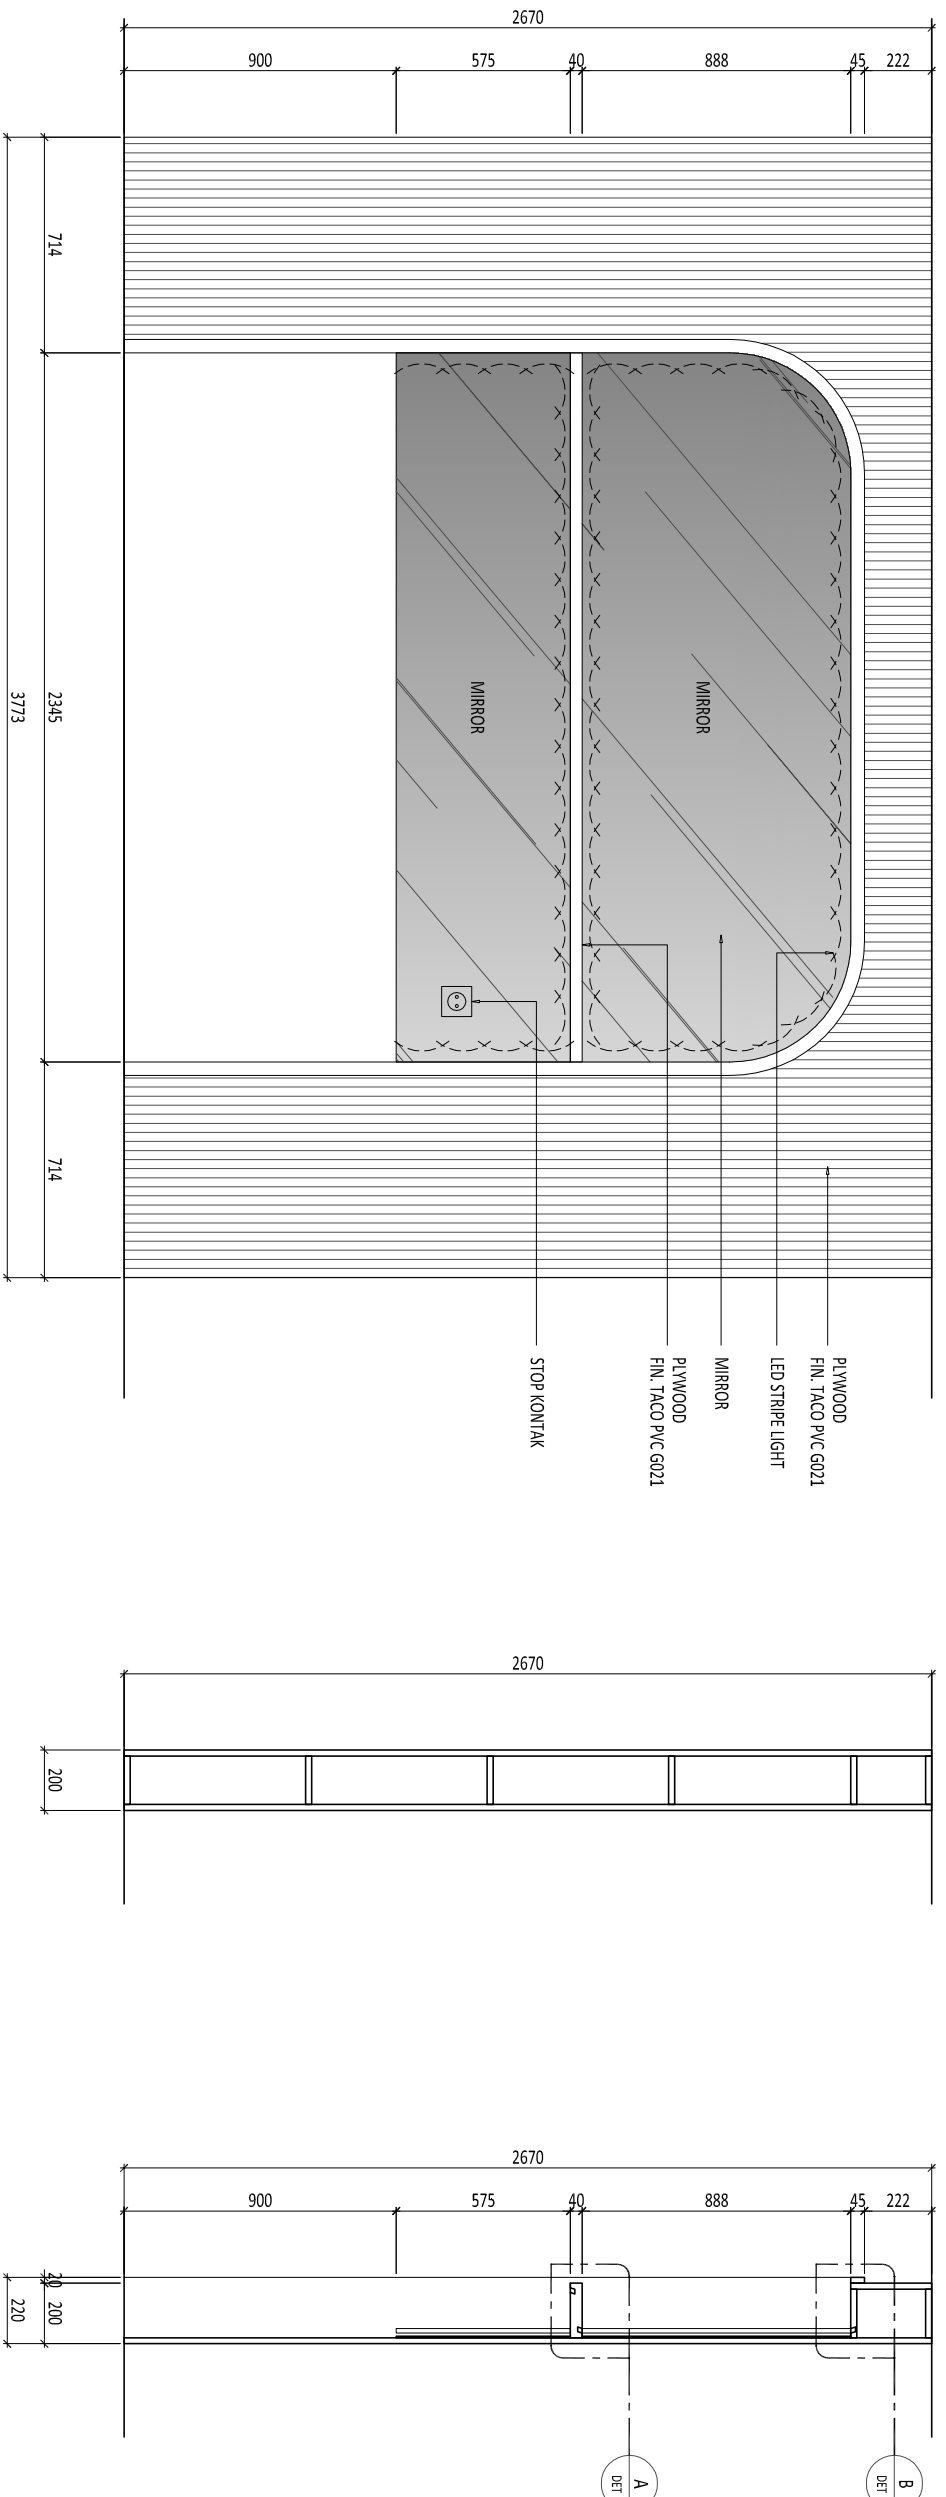 2670
900
575
40
888
45
222
714
2345
714
3773
MIRROR
MIRROR
PLYWOOD
FIN. TACO PVC G021
LED STRIPE LIGHT
MIRROR
PLYWOOD
FIN. TACO PVC G021
STOP KONTAK
2670
200
2670
900
575
40
888
45
222
20
200
220
B
DET
A
DET